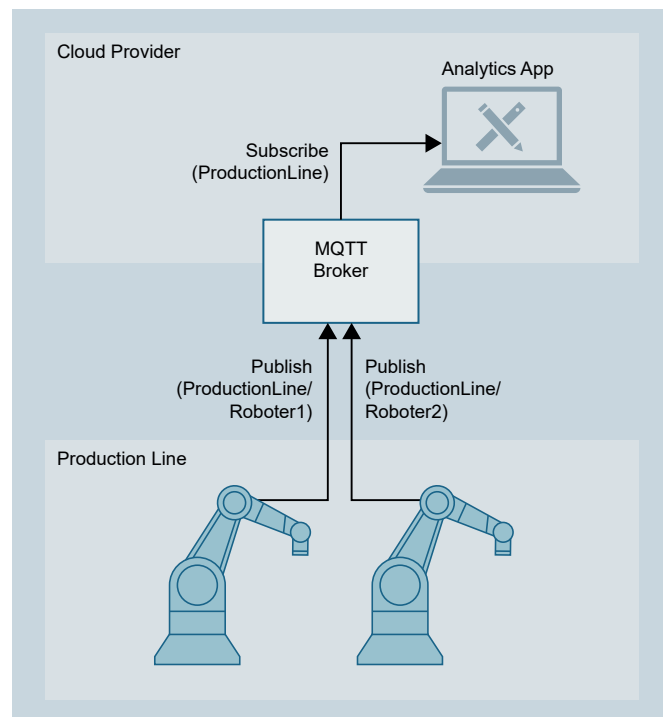 Cloud Provider
Analytics App
Subscribe
(ProductionLine)
MQTT
Broker
Publish
(ProductionLine/
Roboter1)
Publish
(ProductionLine/
Roboter2)
Production Line